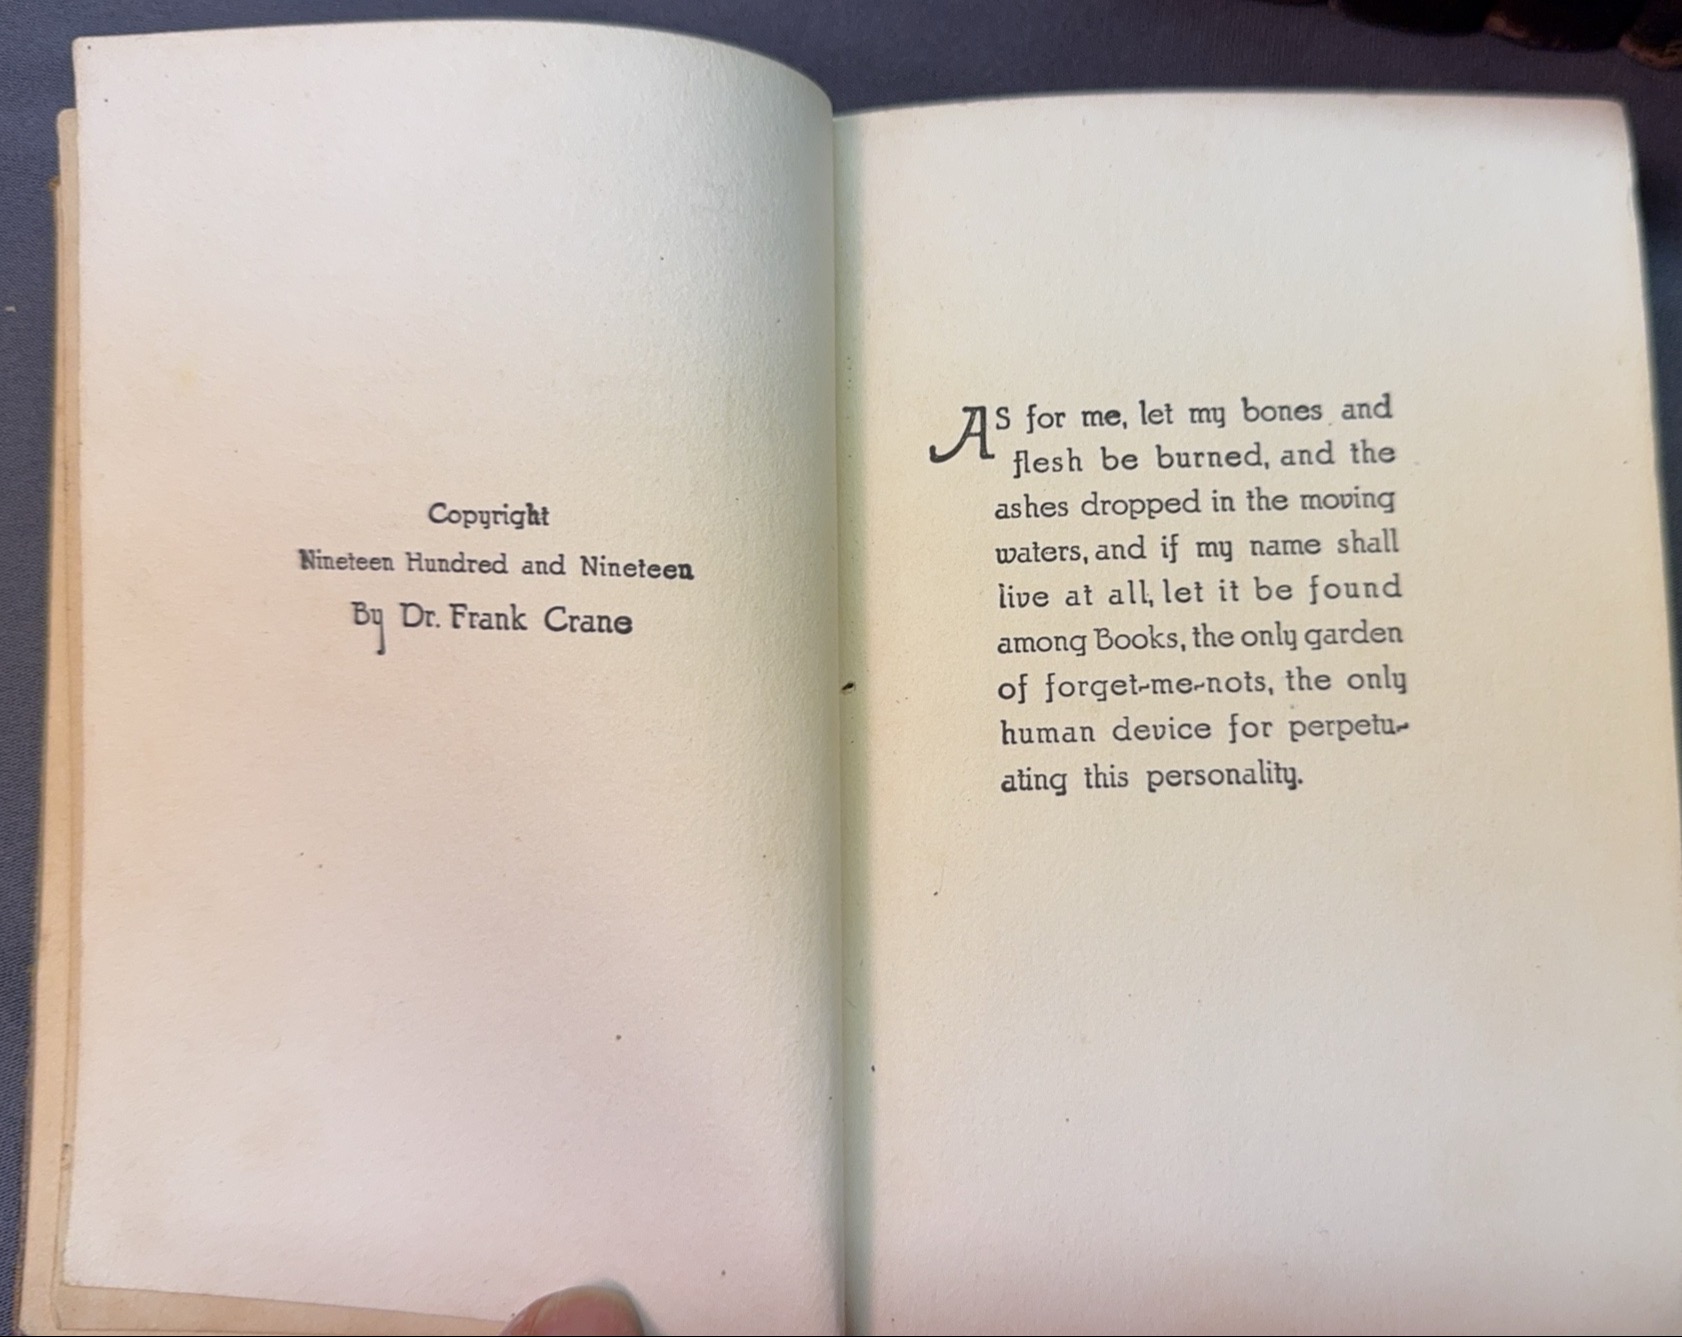 Copyright
Nineteen Hundred and Nineteen
By Dr. Frank Crane
As for me, let my bones and
flesh be burned, and the
ashes dropped in the moving
waters, and if my name shall
live at all, let it be found
among Books, the only garden
of forget-me-nots, the only
human device for perpetu-
ating this personality.